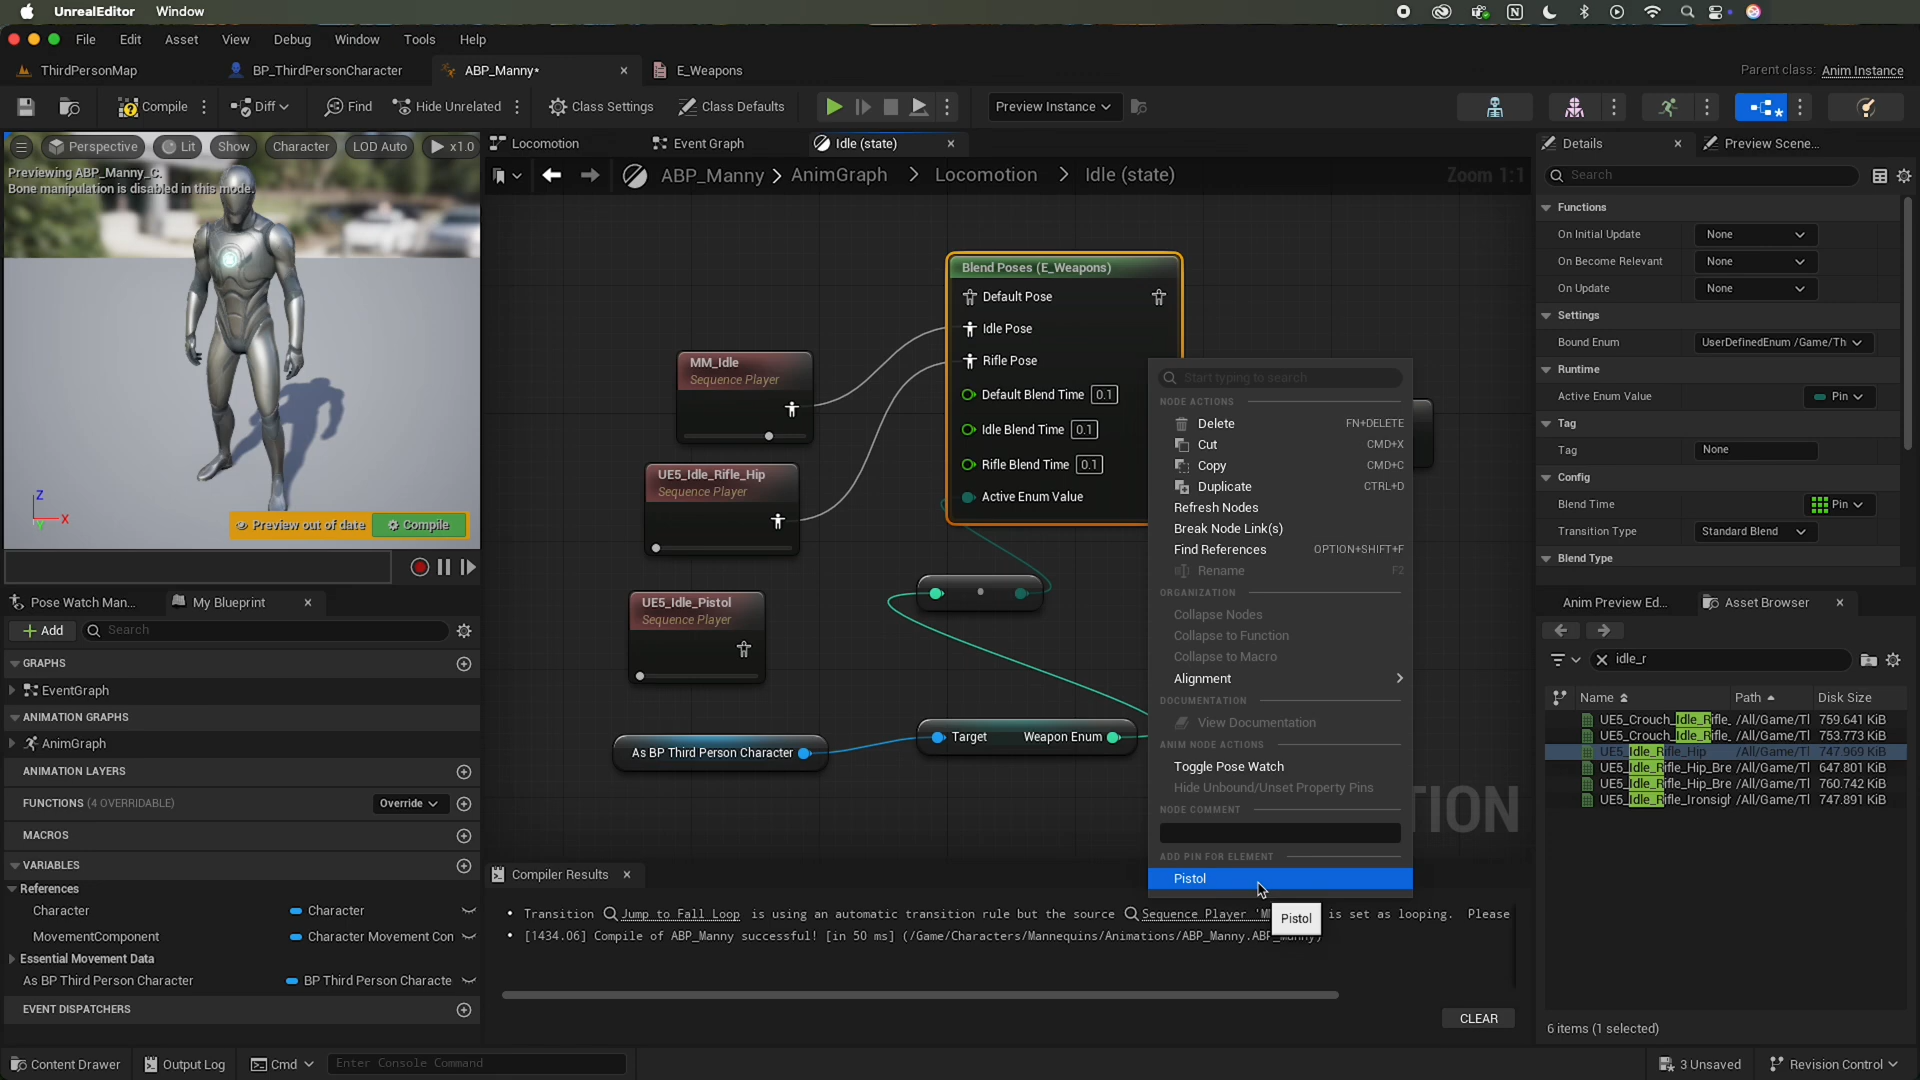 UnrealEditor Window
File Edit Asset View Debug Window Tools Help
ThirdPersonMap BP_ThirdPersonCharacter ABP_Manny* E_Weapons
Parent class: Anim Instance
Compile Diff Find Hide Unrelated Class Settings Class Defaults Preview Instance
Perspective Lit Show Character LOD Auto x1.0
Previewing ABP_Manny_C.
Bone manipulation is disabled in this mode.
Z
X
Preview out of date Compile
Locomotion Event Graph Idle (state)
ABP_Manny AnimGraph Locomotion Idle (state)
Zoom 1:1
Blend Poses (E_Weapons)
Default Pose
Idle Pose
Rifle Pose
Default Blend Time 0.1
Idle Blend Time 0.1
Rifle Blend Time 0.1
Active Enum Value
MM_Idle
Sequence Player
UE5_Idle_Rifle_Hip
Sequence Player
UE5_Idle_Pistol
Sequence Player
As BP Third Person Character
Target Weapon Enum
TION
Start typing to search
NODE ACTIONS
Delete FN+DELETE
Cut CMD+X
Copy CMD+C
Duplicate CTRL+D
Refresh Nodes
Break Node Link(s)
Find References OPTION+SHIFT+F
Rename F2
ORGANIZATION
Collapse Nodes
Collapse to Function
Collapse to Macro
Alignment
DOCUMENTATION
View Documentation
ANIM NODE ACTIONS
Toggle Pose Watch
Hide Unbound/Unset Property Pins
NODE COMMENT
ADD PIN FOR ELEMENT
Pistol
Pistol
Pose Watch Man... My Blueprint
Add Search
GRAPHS
EventGraph
ANIMATION GRAPHS
AnimGraph
ANIMATION LAYERS
FUNCTIONS (4 OVERRIDABLE) Override
MACROS
VARIABLES
References
Character Character
MovementComponent Character Movement Con
Essential Movement Data
As BP Third Person Character BP Third Person Characte
EVENT DISPATCHERS
Compiler Results
Transition Jump to Fall Loop is using an automatic transition rule but the source Sequence Player is set as looping. Please
[1434.06] Compile of ABP_Manny successful! [in 50 ms] (/Game/Characters/Mannequins/Animations/ABP_Manny.ABP_Manny)
CLEAR
Details Preview Scene...
Search
Functions
On Initial Update None
On Become Relevant None
On Update None
Settings
Bound Enum UserDefinedEnum /Game/Th
Runtime
Active Enum Value Pin
Tag
Tag None
Config
Blend Time Pin
Transition Type Standard Blend
Blend Type
Anim Preview Ed... Asset Browser
idle_r
Name Path Disk Size
UE5_Crouch_Idle_Rifle_ /All/Game/Tl 759.641 KiB
UE5_Crouch_Idle_Rifle_ /All/Game/Tl 753.773 KiB
UE5_Idle_Rifle_Hip /All/Game/Tl 747.969 KiB
UE5_Idle_Rifle_Hip_Bre /All/Game/Tl 647.801 KiB
UE5_Idle_Rifle_Hip_Bre /All/Game/Tl 760.742 KiB
UE5_Idle_Rifle_Ironsigh /All/Game/Tl 747.891 KiB
6 items (1 selected)
Content Drawer Output Log Cmd Enter Console Command 3 Unsaved Revision Control